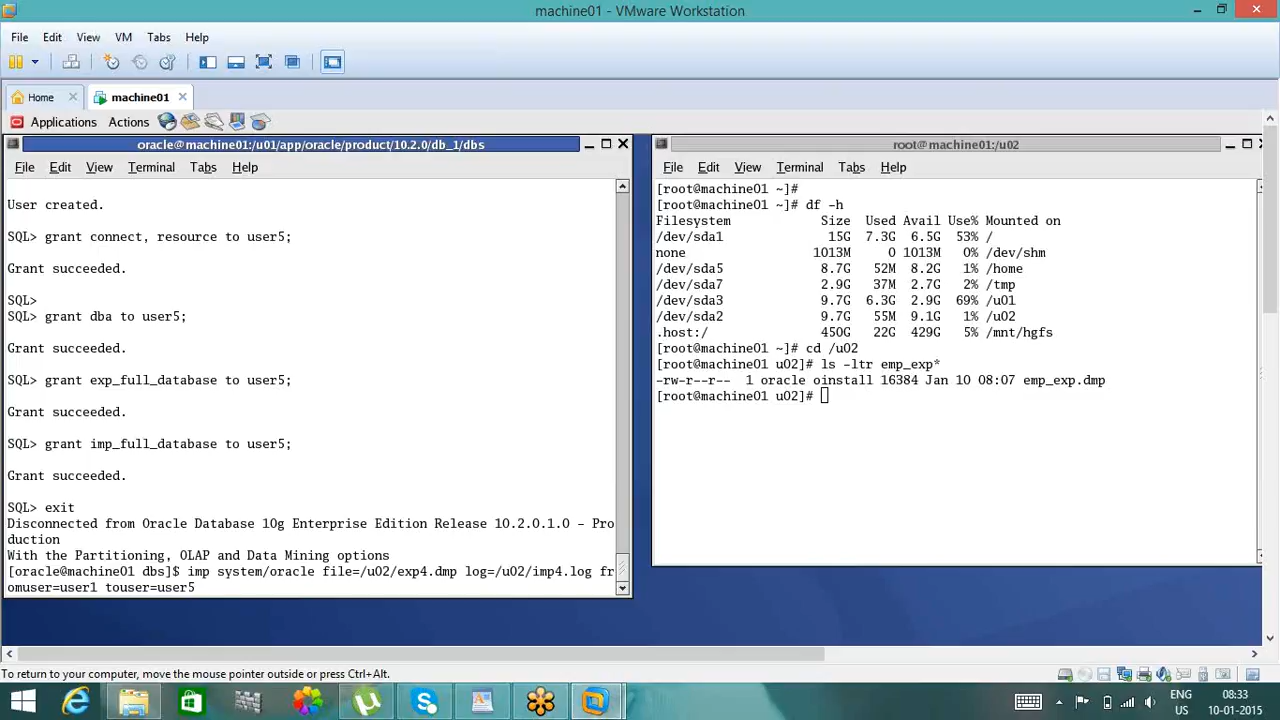 machine01 - VMware Workstation
File Edit View VM Tabs Help
Home machine01
Applications Actions
oracle@machine01:/u01/app/oracle/product/10.2.0/db_1/dbs
File Edit View Terminal Tabs Help
User created.
SQL> grant connect, resource to user5;
Grant succeeded.
SQL>
SQL> grant dba to user5;
Grant succeeded.
SQL> grant exp_full_database to user5;
Grant succeeded.
SQL> grant imp_full_database to user5;
Grant succeeded.
SQL> exit
Disconnected from Oracle Database 10g Enterprise Edition Release 10.2.0.1.0 - Pro
duction
With the Partitioning, OLAP and Data Mining options
[oracle@machine01 dbs]$ imp system/oracle file=/u02/exp4.dmp log=/u02/imp4.log fr
omuser=user1 touser=user5
root@machine01:/u02
File Edit View Terminal Tabs Help
[root@machine01 ~]#
[root@machine01 ~]# df -h
Filesystem Size Used Avail Use% Mounted on
/dev/sda1 15G 7.3G 6.5G 53% /
none 1013M 0 1013M 0% /dev/shm
/dev/sda5 8.7G 52M 8.2G 1% /home
/dev/sda7 2.9G 37M 2.7G 2% /tmp
/dev/sda3 9.7G 6.3G 2.9G 69% /u01
/dev/sda2 9.7G 55M 9.1G 1% /u02
.host:/ 450G 22G 429G 5% /mnt/hgfs
[root@machine01 ~]# cd /u02
[root@machine01 u02]# ls -ltr emp_exp*
-rw-r--r-- 1 oracle oinstall 16384 Jan 10 08:07 emp_exp.dmp
[root@machine01 u02]#
To return to your computer, move the mouse pointer outside or press Ctrl+Alt.
ENG 08:33
US 10-01-2015